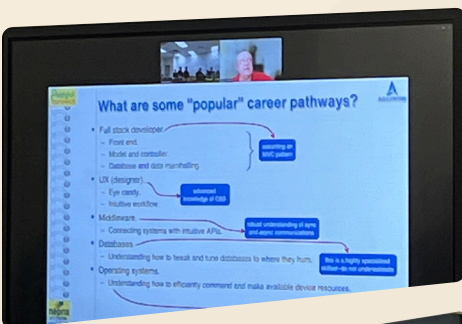 What are some "popular" career pathways?
• Full stack developer
– Front end.
– Model and controller.
– Database and data marshalling.
assuming an
MVC pattern
• UX (designer).
– Eye candy.
– Intuitive workflow.
advanced
knowledge of CSS
• Middleware.
– Connecting systems with intuitive APIs.
robust understanding of sync
and async communications
• Databases
– Understanding how to tweak and tune databases to where they hum.
this is a highly specialized
skillset–do not underestimate
• Operating systems.
– Understanding how to efficiently command and make available device resources.